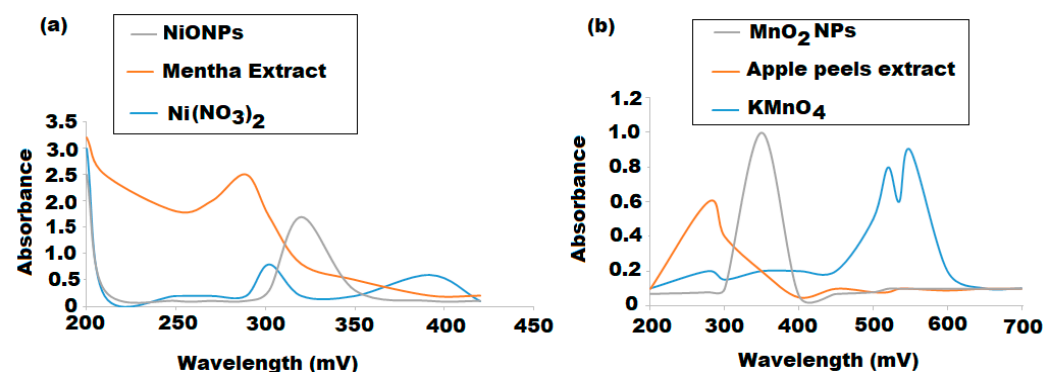 (a)
NiONPs
Mentha Extract
Ni(NO3)2
3.5
3.0
2.5
2.0
1.5
1.0
0.5
0
Absorbance
200 250 300 350 400 450
Wavelength (mV)
(b)
MnO2 NPs
Apple peels extract
KMnO4
1.2
1.0
0.8
0.6
0.4
0.2
0
Absorbance
200 300 400 500 600 700
Wavelength (mV)